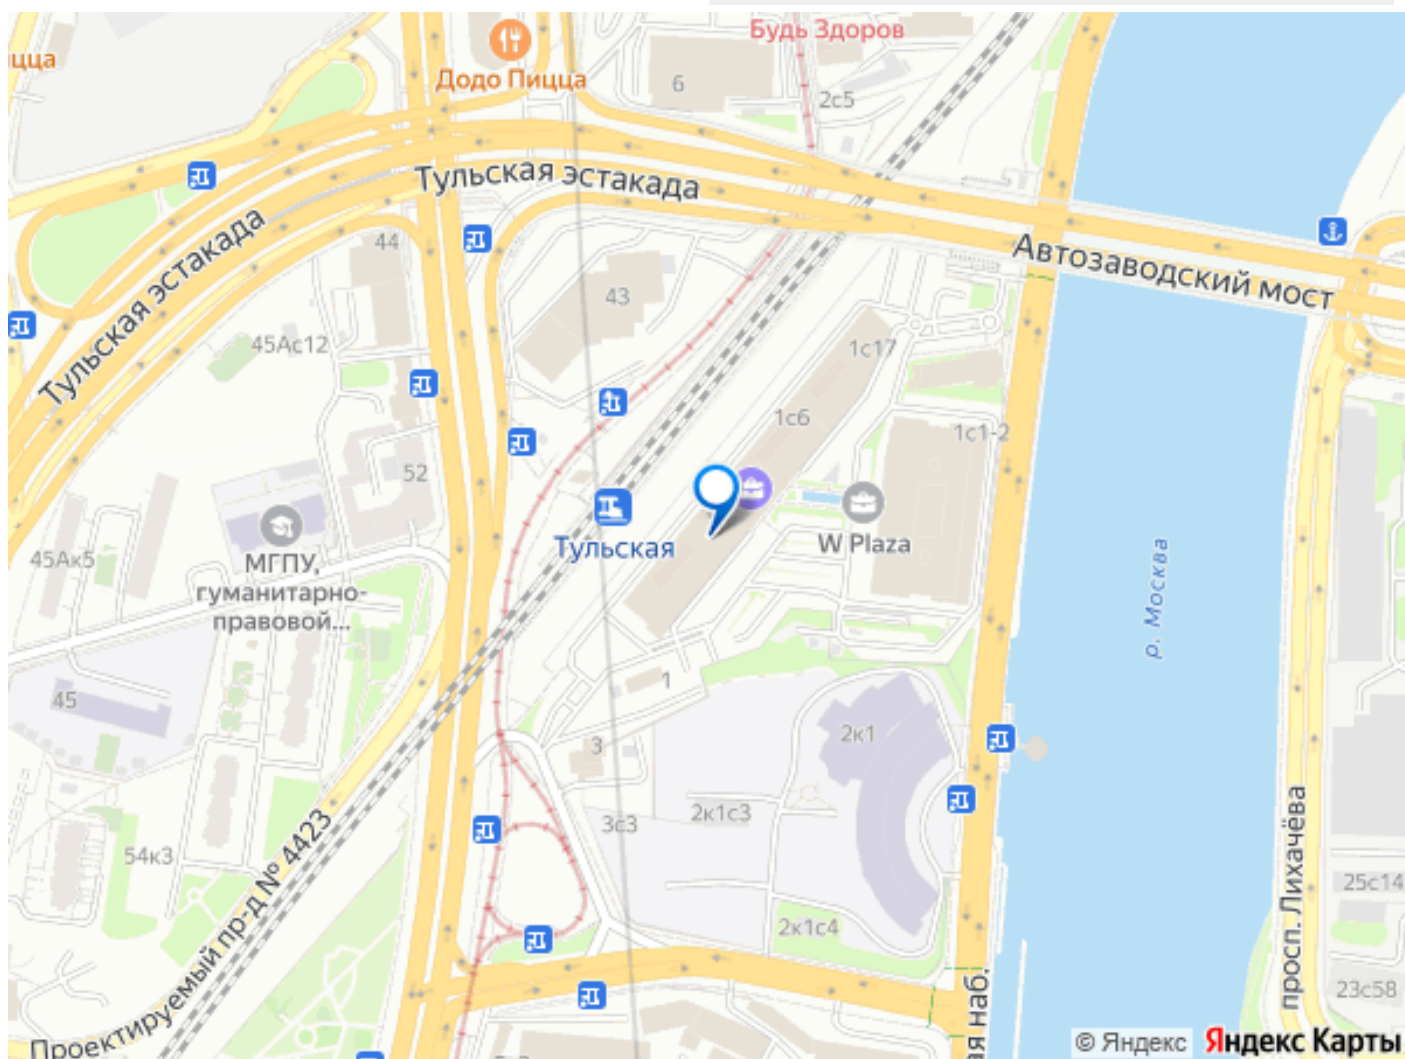 Будь Здоров
цца
Додо Пицца
6
2с5
Тульская эстакада
Тульская эстакада
44
Автозаводский мост
43
45Ас12
1с17
1с6
1с1-2
52
Тульская
W Plaza
45Ак5
МГПУ,
гуманитарно-
правовой...
р. Москва
1
45
2к1
3
2к1с3
3с3
54к3
Проектируемый пр-д № 4423
просп. Лихачёва
25с14
2к1с4
23с58
ая наб.
© Яндекс Яндекс Карты